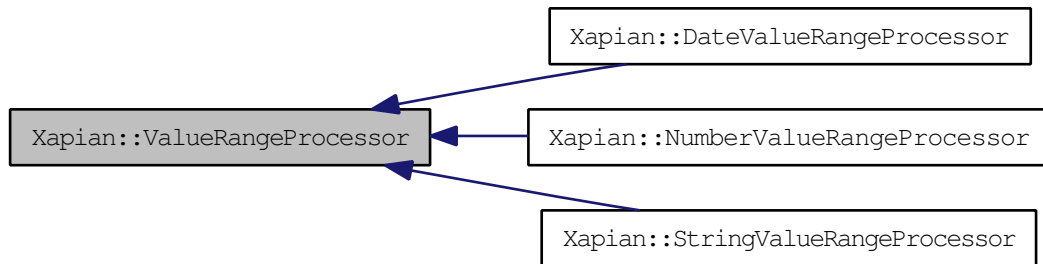 Xapian::DateValueRangeProcessor
Xapian::ValueRangeProcessor
Xapian::NumberValueRangeProcessor
Xapian::StringValueRangeProcessor